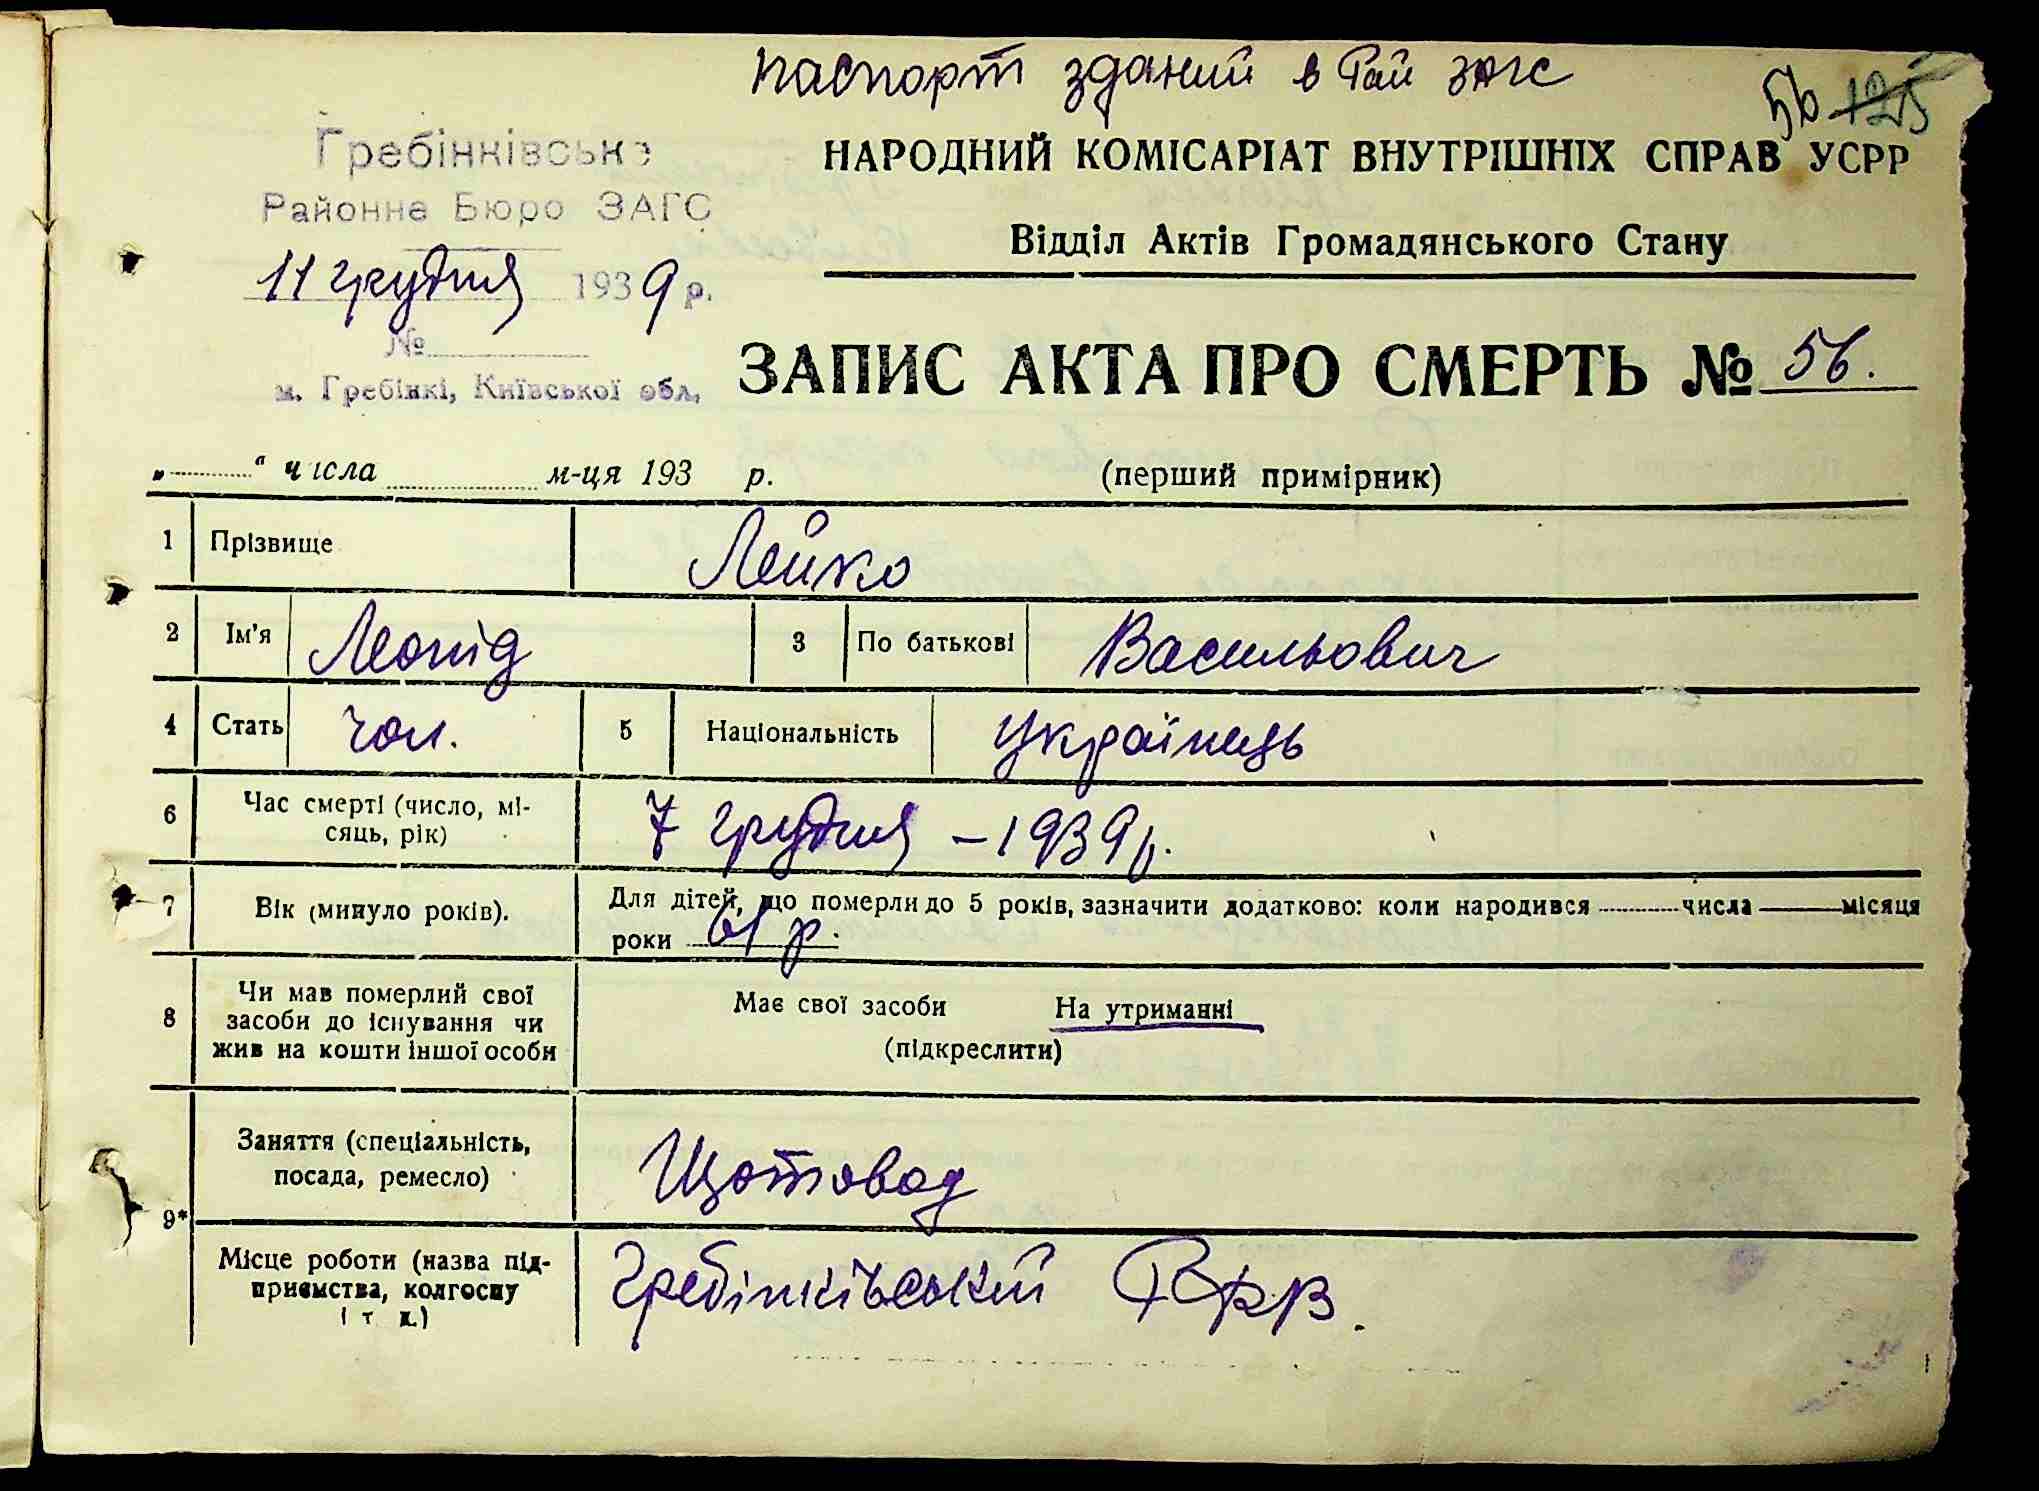 Паспорт зданий в Рай ЗАГС
56 125
Гребінківське
Районне Бюро ЗАГС
11 грудня 1939 р.
№
м. Гребінкі, Київської обл.
НАРОДНИЙ КОМІСАРІАТ ВНУТРІШНІХ СПРАВ УСРР
Відділ Актів Громадянського Стану
ЗАПИС АКТА ПРО СМЕРТЬ № 56.
„ “ числа м-ця 193 р. (перший примірник)
1 Прізвище Лейко
2 Ім'я Леонід 3 По батькові Васильович
4 Стать чол. 5 Національність Українець
6 Час смерті (число, мі-
сяць, рік)
7 грудня – 1939 р.
7 Вік (минуло років).
Для дітей, що померли до 5 років, зазначити додатково: коли народився числа місяця
роки 61 р.
8 Чи мав померлий свої
засоби до існування чи
жив на кошти іншої особи
Має свої засоби На утриманні
(підкреслити)
9* Заняття (спеціальність,
посада, ремесло)
Щотовод
Місце роботи (назва під-
приємства, колгоспу
і т д.)
Гребінківський